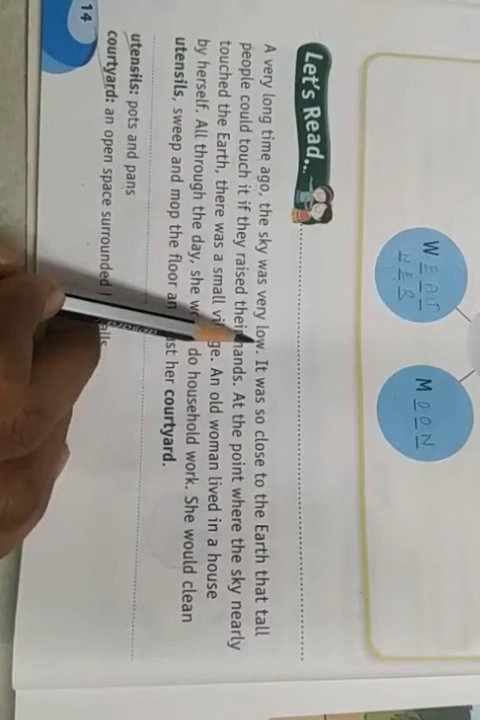 WEAT
HER
MOON
Let's Read...
A very long time ago, the sky was very low. It was so close to the Earth that tall
people could touch it if they raised their hands. At the point where the sky nearly
touched the Earth, there was a small village. An old woman lived in a house
by herself. All through the day, she do household work. She would clean
utensils, sweep and mop the floor her courtyard.
utensils: pots and pans
courtyard: an open space surrounded
14